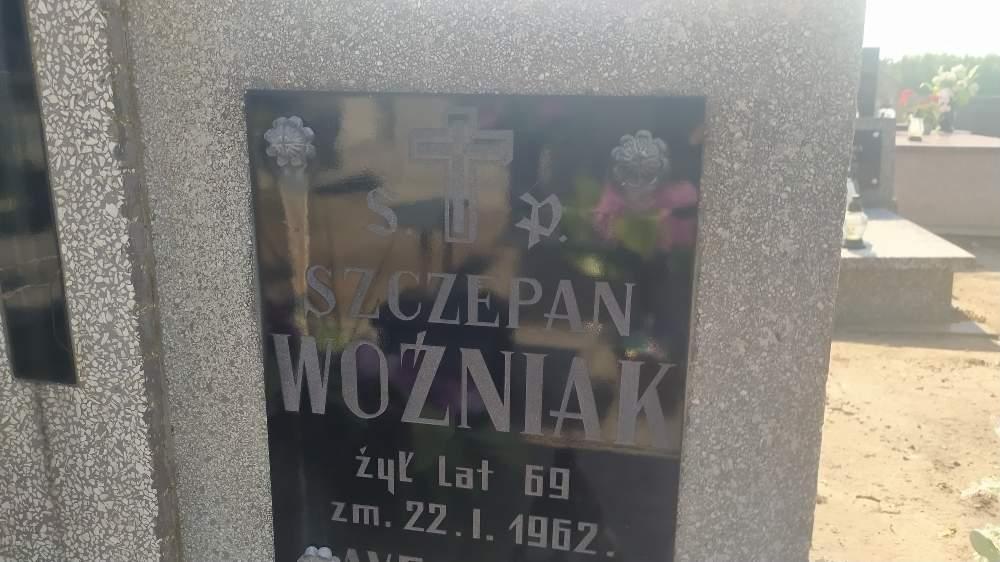 S. P.
SZCZEPAN
WOŹNIAK
żył lat 69
zm. 22.I.1962.